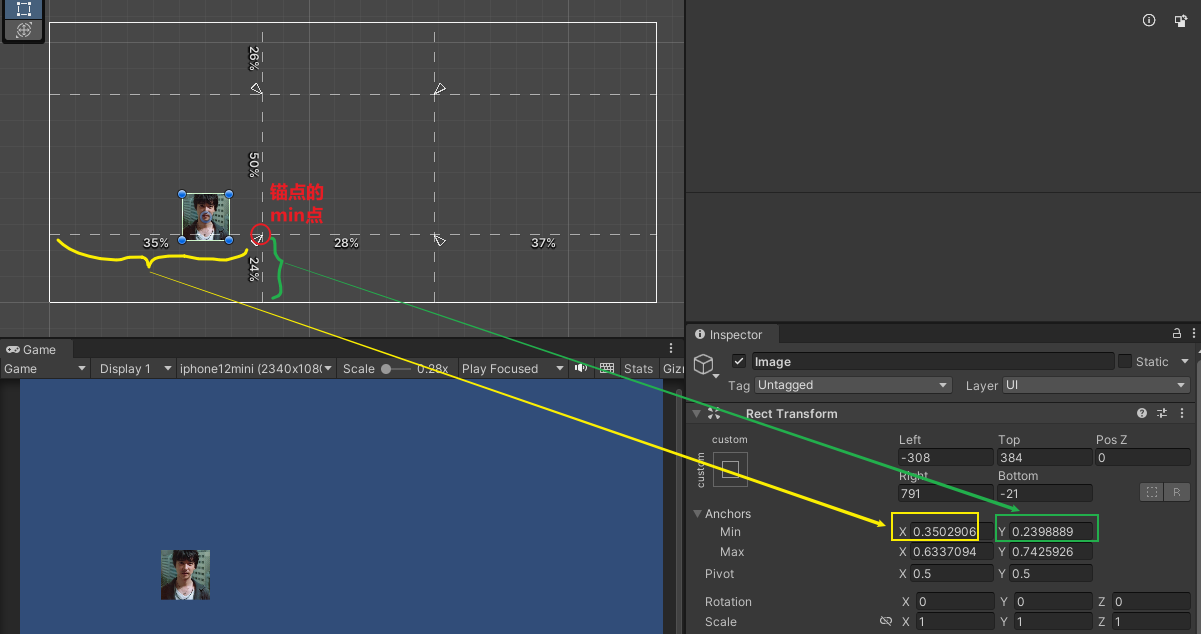 26%
50%
锚点的
min点
35%
28%
37%
24%
Game
Game
Display 1
iphone12mini (2340x108(
Scale
0.28x
Play Focused
Stats
Giz
Inspector
Image
Static
Tag
Untagged
Layer
UI
Rect Transform
custom
custom
Left
Top
Pos Z
-308
384
0
Right
Bottom
791
-21
R
Anchors
Min
X 0.3502906
Y 0.2398889
Max
X 0.6337094
Y 0.7425926
Pivot
X 0.5
Y 0.5
Rotation
X 0
Y 0
Z 0
Scale
X 1
Y 1
Z 1